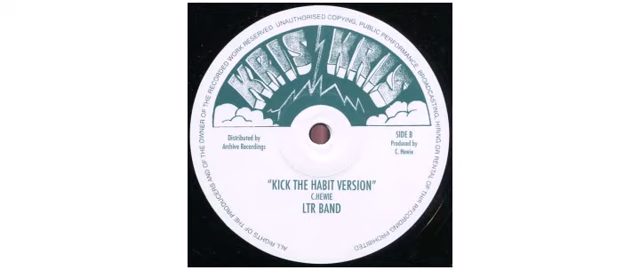 ALL RIGHTS OF THE PRODUCERS AND OF THE OWNER OF THE RECORDED WORK RESERVED. UNAUTHORISED COPYING, PUBLIC PERFORMANCE, BROADCASTING, HIRING OR RENTAL OF THIS RECORDING PROHIBITED
KRIS KRIS
Distributed by
Archive Recordings
SIDE B
Produced by
C. Hewie
"KICK THE HABIT VERSION"
C.HEWIE
LTR BAND